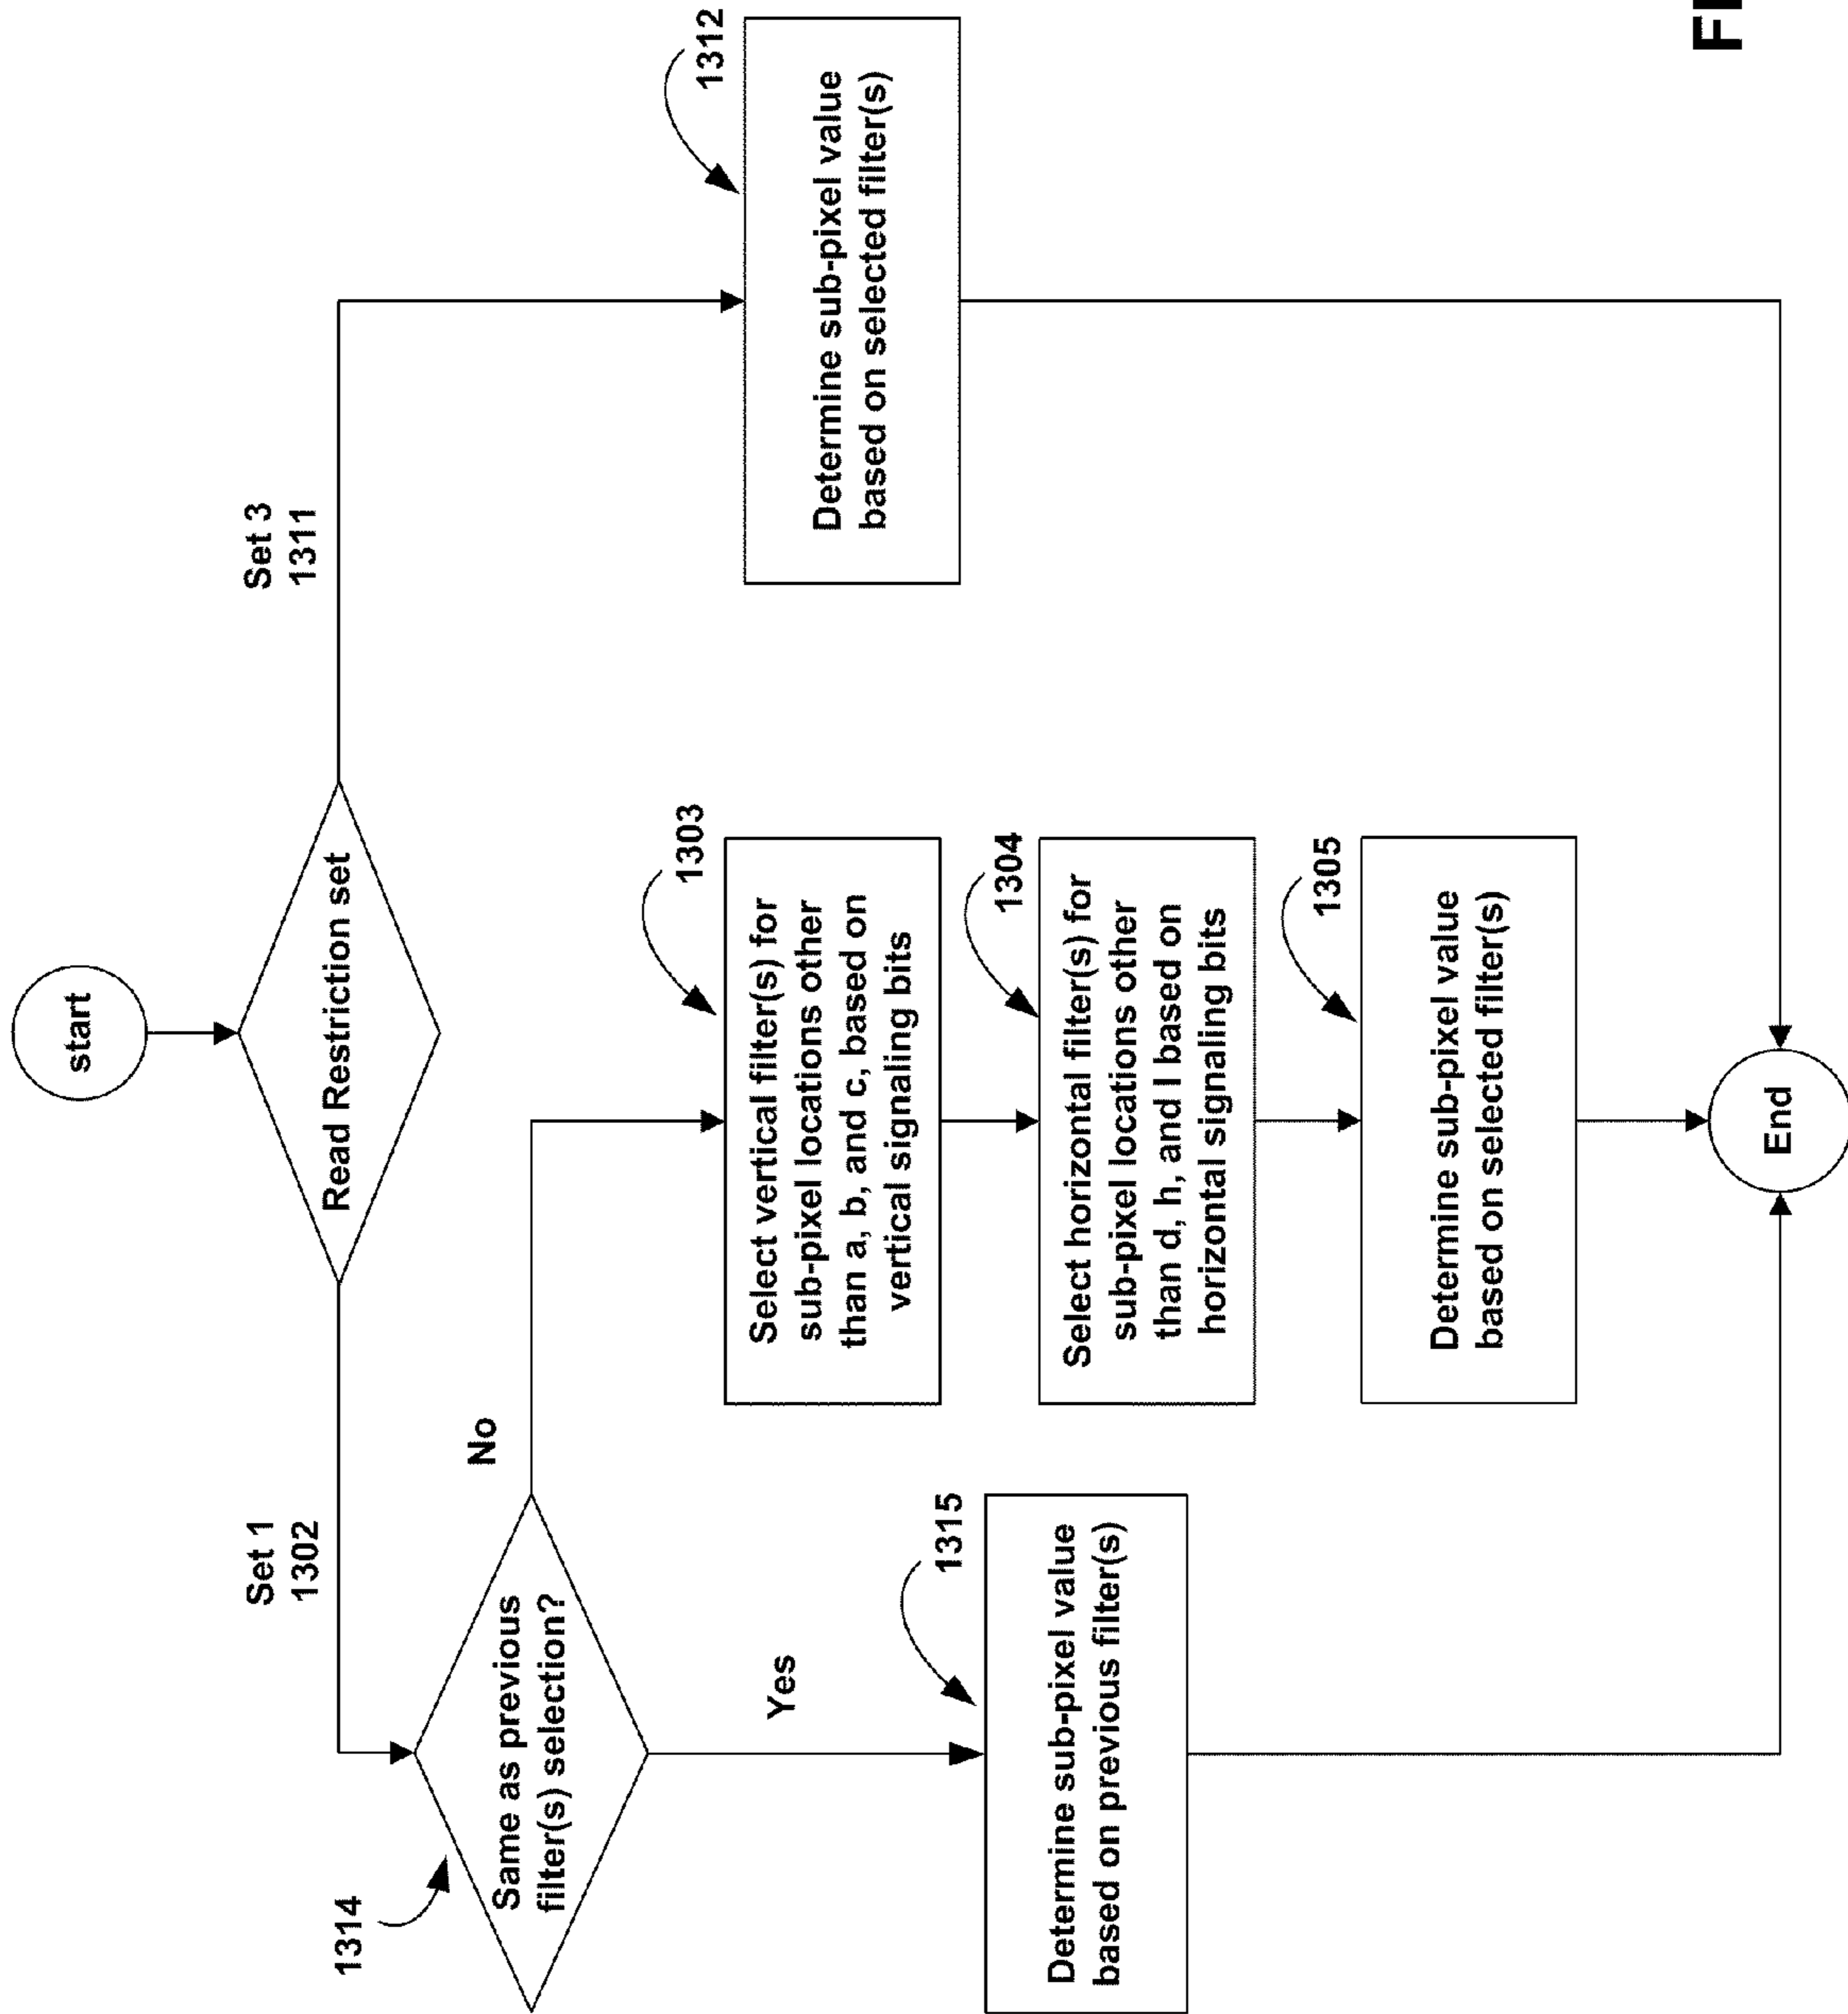 start
Read Restriction set
Set 1
1302
Set 3
1311
1314
Same as previous
filter(s) selection?
No
Yes
1303
Select vertical filter(s) for
sub-pixel locations other
than a, b, and c, based on
vertical signaling bits
1312
Determine sub-pixel value
based on selected filter(s)
1315
Determine sub-pixel value
based on previous filter(s)
1304
Select horizontal filter(s) for
sub-pixel locations other
than d, h, and l based on
horizontal signaling bits
1305
Determine sub-pixel value
based on selected filter(s)
End